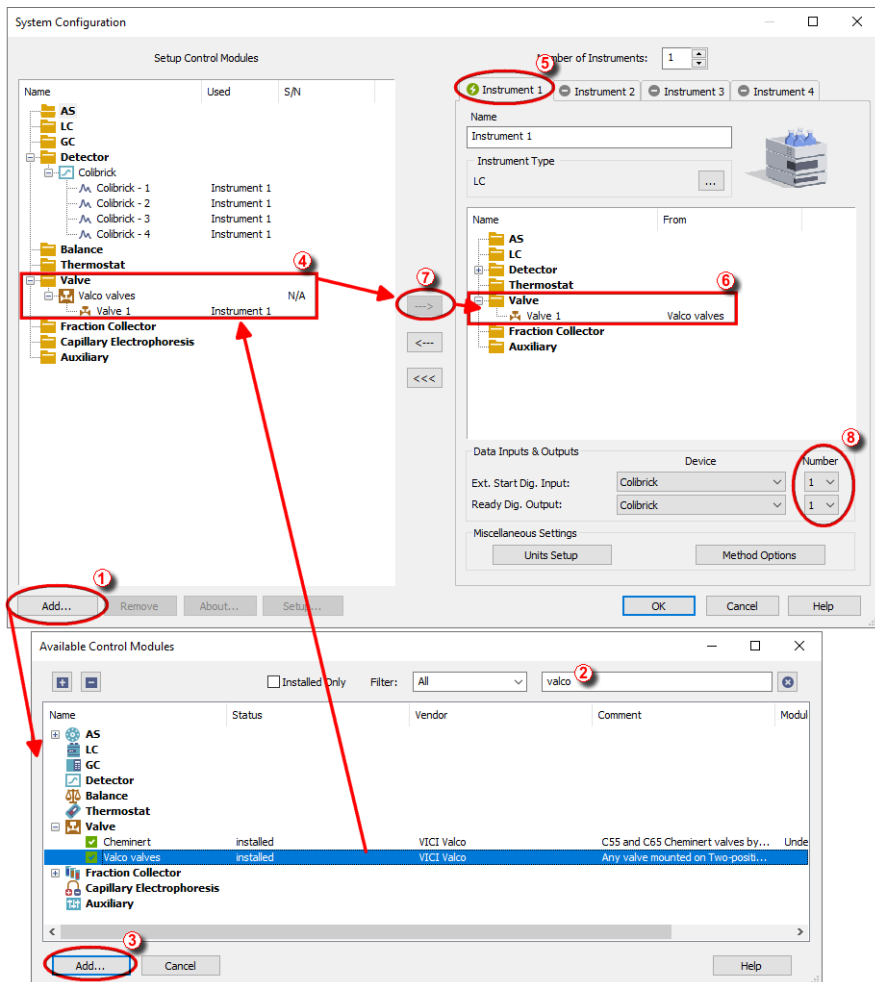 System Configuration
Setup Control Modules
Number of Instruments: 1
5
Name Used S/N
AS
LC
GC
Detector
Colibrick
Colibrick - 1 Instrument 1
Colibrick - 2 Instrument 1
Colibrick - 3 Instrument 1
Colibrick - 4 Instrument 1
Balance
Thermostat
4
Valve
Valco valves N/A
Valve 1 Instrument 1
Fraction Collector
Capillary Electrophoresis
Auxiliary
7
--->
<---
<<<
Instrument 1 Instrument 2 Instrument 3 Instrument 4
Name
Instrument 1
Instrument Type
LC ...
Name From
AS
LC
Detector
Thermostat
6
Valve
Valve 1 Valco valves
Fraction Collector
Auxiliary
8
Data Inputs & Outputs
Device Number
Ext. Start Dig. Input: Colibrick 1
Ready Dig. Output: Colibrick 1
Miscellaneous Settings
Units Setup Method Options
1
Add... Remove About... Setup... OK Cancel Help
Available Control Modules
Installed Only Filter: All valco 2
Name Status Vendor Comment Modul
AS
LC
GC
Detector
Balance
Thermostat
Valve
Cheminert installed VICI Valco C55 and C65 Cheminert valves by... Unde
Valco valves installed VICI Valco Any valve mounted on Two-positi...
Fraction Collector
Capillary Electrophoresis
Auxiliary
3
Add... Cancel Help